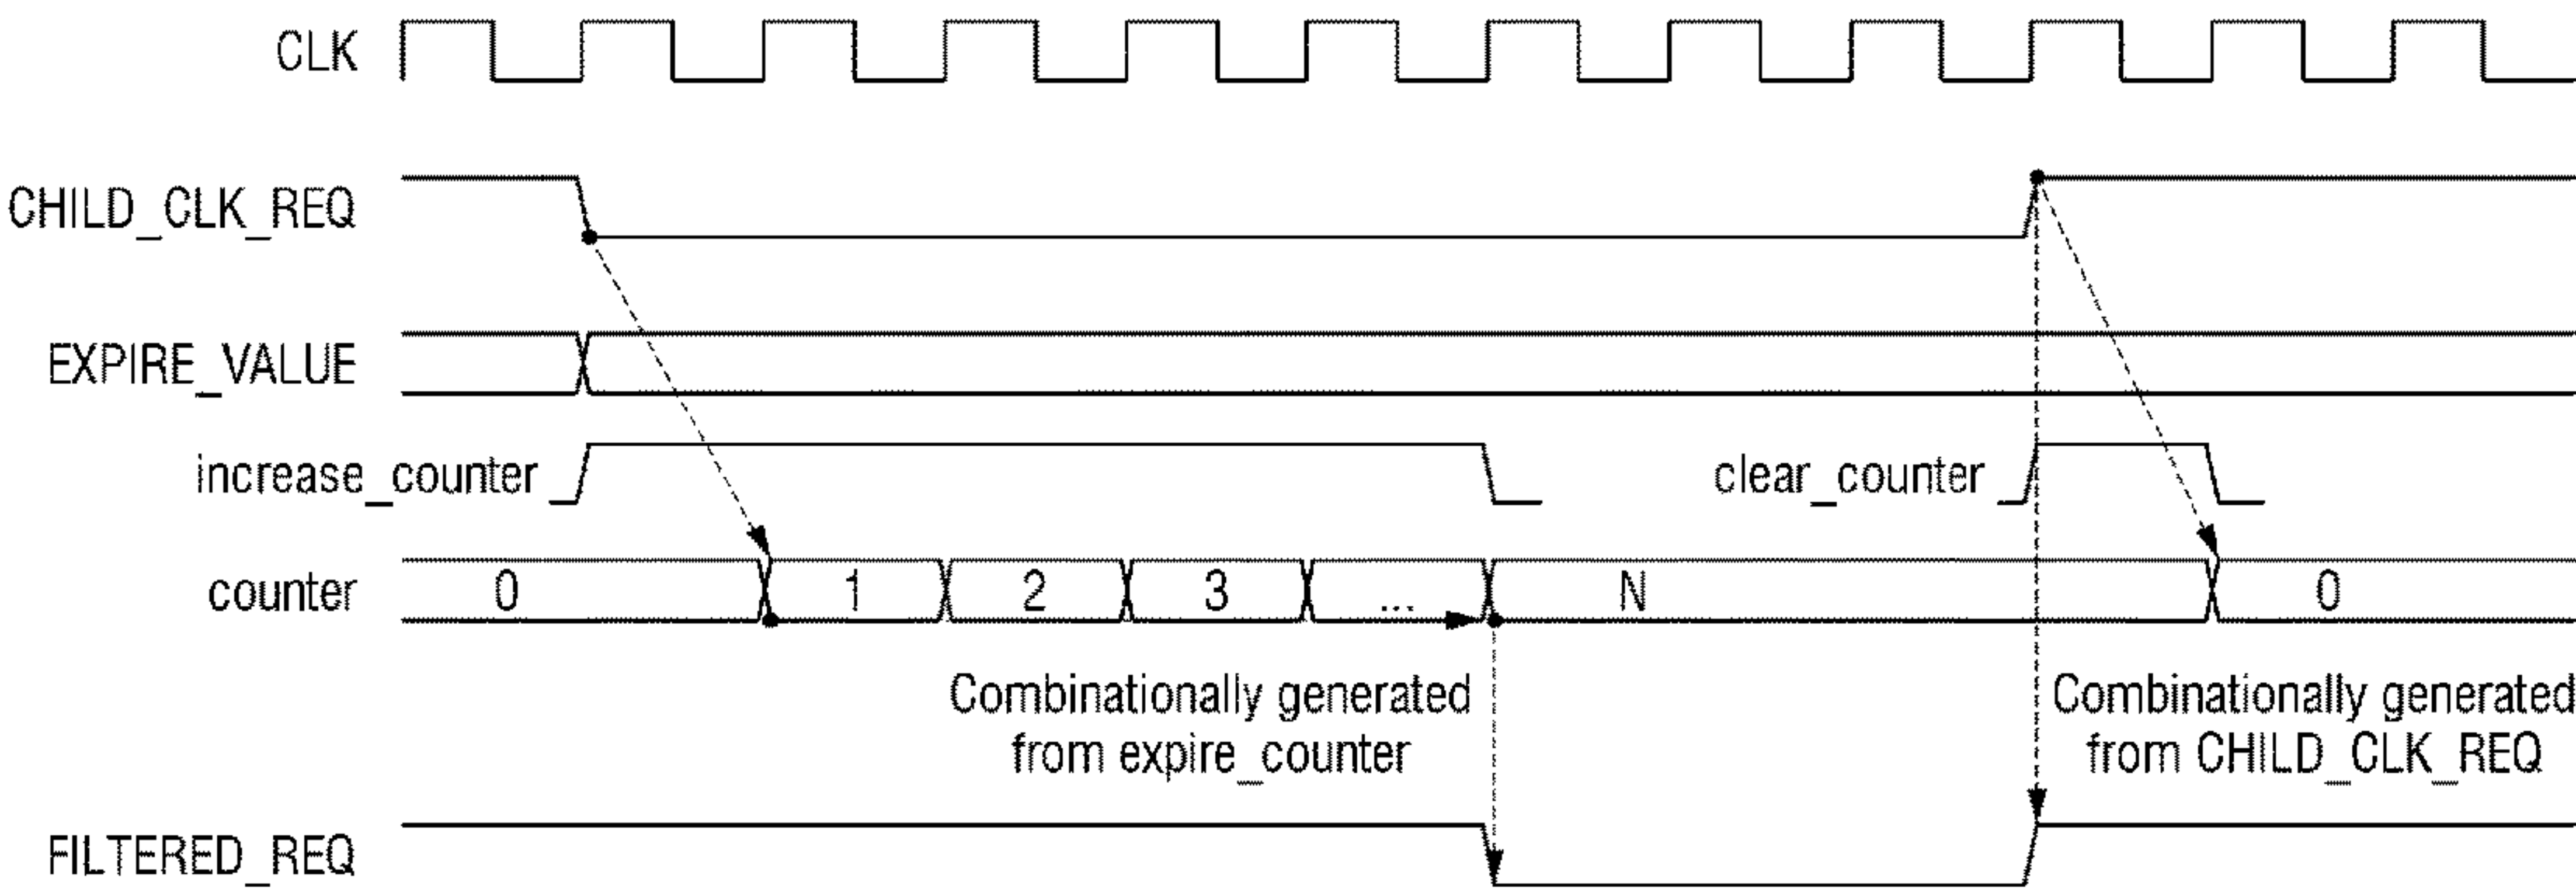 CLK
CHILD_CLK_REQ
EXPIRE_VALUE
increase_counter
clear_counter
counter
0
1
2
3
...
N
0
Combinationally generated
from expire_counter
Combinationally generated
from CHILD_CLK_REQ
FILTERED_REQ